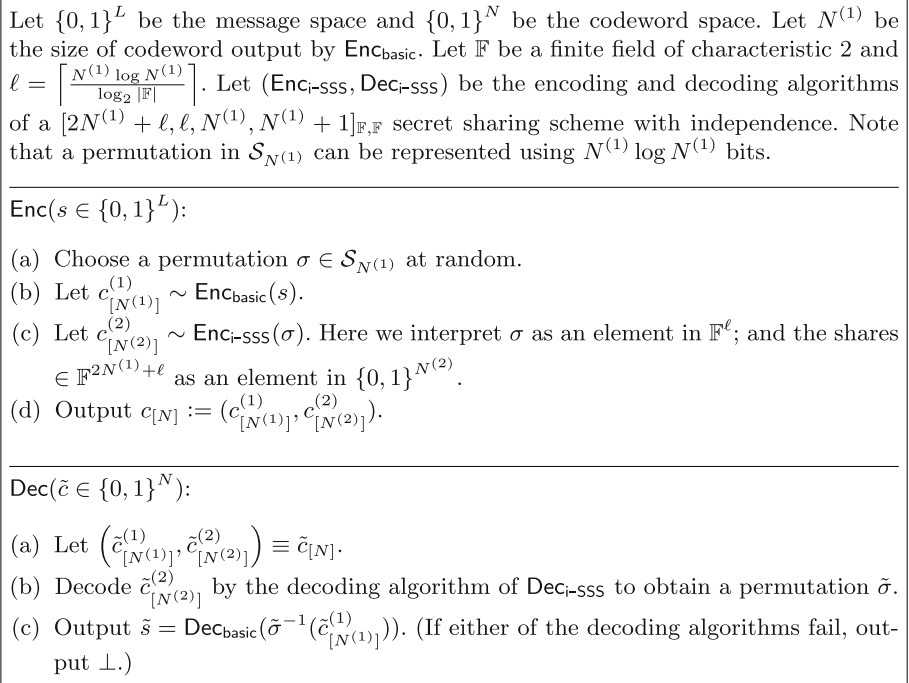 Let {0, 1}^L be the message space and {0, 1}^N be the codeword space. Let N^(1) be
the size of codeword output by Enc_basic. Let 𝔽 be a finite field of characteristic 2 and
ℓ = ⌈ N^(1) log N^(1) / log_2 |𝔽| ⌉. Let (Enc_i-SSS, Dec_i-SSS) be the encoding and decoding algorithms
of a [2N^(1) + ℓ, ℓ, N^(1), N^(1) + 1]_{𝔽,𝔽} secret sharing scheme with independence. Note
that a permutation in 𝒮_{N^(1)} can be represented using N^(1) log N^(1) bits.
Enc(s ∈ {0, 1}^L):
(a) Choose a permutation σ ∈ 𝒮_{N^(1)} at random.
(b) Let c^(1)_{[N^(1)]} ∼ Enc_basic(s).
(c) Let c^(2)_{[N^(2)]} ∼ Enc_i-SSS(σ). Here we interpret σ as an element in 𝔽^ℓ; and the shares
∈ 𝔽^{2N^(1)+ℓ} as an element in {0, 1}^{N^(2)}.
(d) Output c_{[N]} := (c^(1)_{[N^(1)]}, c^(2)_{[N^(2)]}).
Dec(c̃ ∈ {0, 1}^N):
(a) Let (c̃^(1)_{[N^(1)]}, c̃^(2)_{[N^(2)]}) ≡ c̃_{[N]}.
(b) Decode c̃^(2)_{[N^(2)]} by the decoding algorithm of Dec_i-SSS to obtain a permutation σ̃.
(c) Output s̃ = Dec_basic(σ̃^{-1}(c̃^(1)_{[N^(1)]})). (If either of the decoding algorithms fail, out-
put ⊥.)